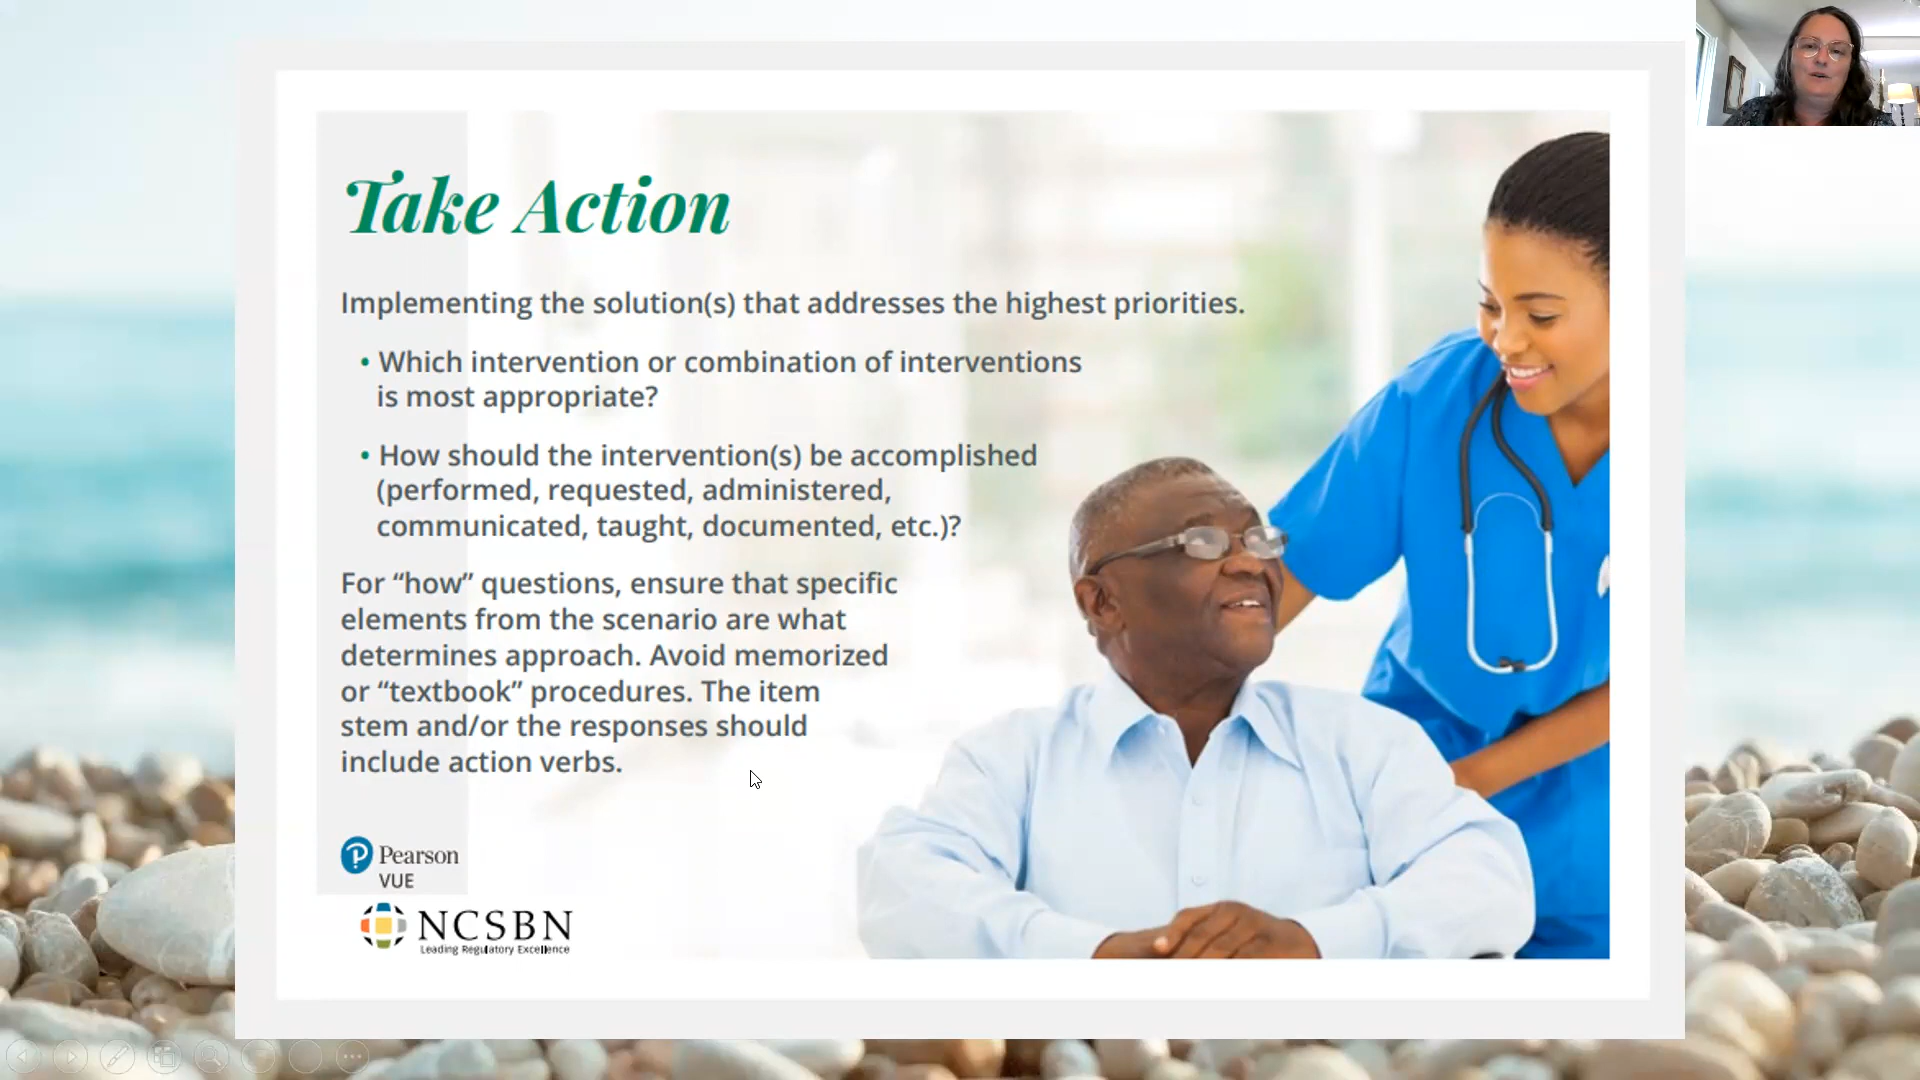 Take Action
Implementing the solution(s) that addresses the highest priorities.
• Which intervention or combination of interventions
is most appropriate?
• How should the intervention(s) be accomplished
(performed, requested, administered,
communicated, taught, documented, etc.)?
For “how” questions, ensure that specific
elements from the scenario are what
determines approach. Avoid memorized
or “textbook” procedures. The item
stem and/or the responses should
include action verbs.
Pearson
VUE
NCSBN
Leading Regulatory Excellence